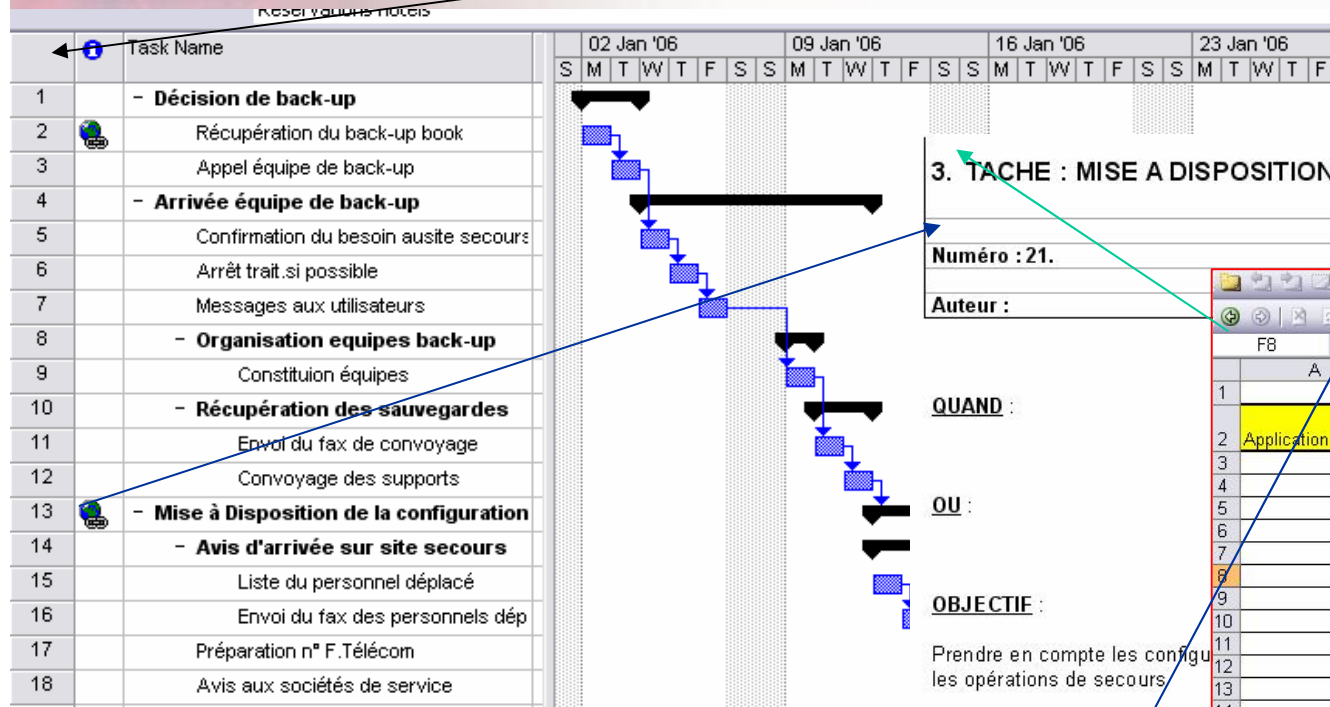 Réservations hôtels
Task Name
02 Jan '06 09 Jan '06 16 Jan '06 23 Jan '06
S M T W T F S S M T W T F S S M T W T F S S M T W T F
1 - Décision de back-up
2 Récupération du back-up book
3 Appel équipe de back-up
4 - Arrivée équipe de back-up
5 Confirmation du besoin ausite secours
6 Arrêt trait.si possible
7 Messages aux utilisateurs
8 - Organisation equipes back-up
9 Constituion équipes
10 - Récupération des sauvegardes
11 Envoi du fax de convoyage
12 Convoyage des supports
13 - Mise à Disposition de la configuration
14 - Avis d'arrivée sur site secours
15 Liste du personnel déplacé
16 Envoi du fax des personnels dép
17 Préparation n° F.Télécom
18 Avis aux sociétés de service
3. TACHE : MISE A DISPOSITION
Numéro : 21.
Auteur :
QUAND :
OU :
OBJECTIF :
Prendre en compte les configu
les opérations de secours
F8
A
1
2 Application
3
4
5
6
7
8
9
10
11
12
13